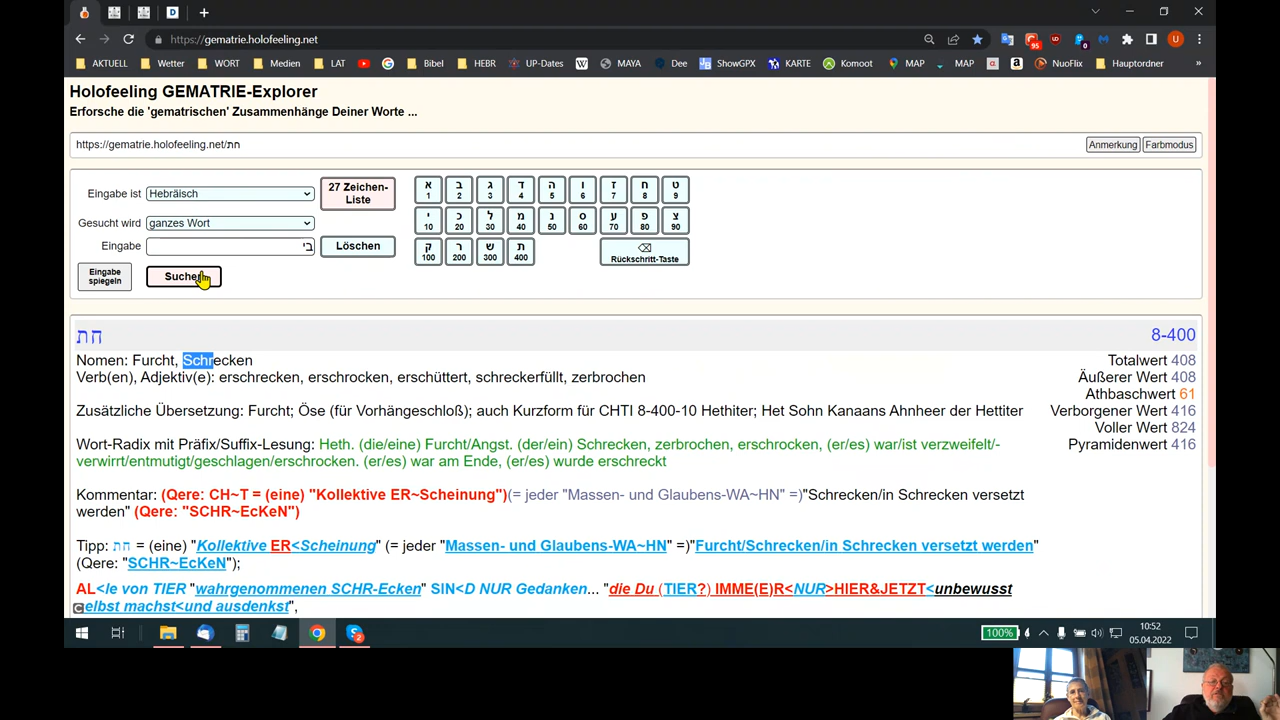 https://gematrie.holofeeling.net
95
0
U
AKTUELL Wetter WORT Medien LAT Bibel HEBR UP-Dates W MAYA Dee ShowGPX KARTE Komoot MAP MAP a a NuoFlix Hauptordner »
Holofeeling GEMATRIE-Explorer
Erforsche die 'gematrischen' Zusammenhänge Deiner Worte ...
https://gematrie.holofeeling.net/חת
Anmerkung Farbmodus
Eingabe ist Hebräisch
27 Zeichen-
Liste
Gesucht wird ganzes Wort
Eingabe בי Löschen
Eingabe
spiegeln
Suchen
א ב ג ד ה ו ז ח ט
1 2 3 4 5 6 7 8 9
י כ ל מ נ ס ע פ צ
10 20 30 40 50 60 70 80 90
ק ר ש ת ⌫
100 200 300 400 Rückschritt-Taste
חת 8-400
Nomen: Furcht, Schrecken
Verb(en), Adjektiv(e): erschrecken, erschrocken, erschüttert, schreckerfüllt, zerbrochen
Zusätzliche Übersetzung: Furcht; Öse (für Vorhängeschloß); auch Kurzform für CHTI 8-400-10 Hethiter; Het Sohn Kanaans Ahnheer der Hettiter
Wort-Radix mit Präfix/Suffix-Lesung: Heth. (die/eine) Furcht/Angst. (der/ein) Schrecken, zerbrochen, erschrocken, (er/es) war/ist verzweifelt/-
verwirrt/entmutigt/geschlagen/erschrocken. (er/es) war am Ende, (er/es) wurde erschreckt
Kommentar: (Qere: CH~T = (eine) "Kollektive ER~Scheinung")(= jeder "Massen- und Glaubens-WA~HN" =)"Schrecken/in Schrecken versetzt
werden" (Qere: "SCHR~EcKeN")
Tipp: חת = (eine) "Kollektive ER<Scheinung" (= jeder "Massen- und Glaubens-WA~HN" =)"Furcht/Schrecken/in Schrecken versetzt werden"
(Qere: "SCHR~EcKeN");
AL<le von TIER "wahrgenommenen SCHR-Ecken" SIN<D NUR Gedanken... "die Du (TIER?) IMME(E)R<NUR>HIER&JETZT<unbewusst
elbst machst<und ausdenkst",
Totalwert 408
Äußerer Wert 408
Athbaschwert 61
Verborgener Wert 416
Voller Wert 824
Pyramidenwert 416
100%
10:52
05.04.2022